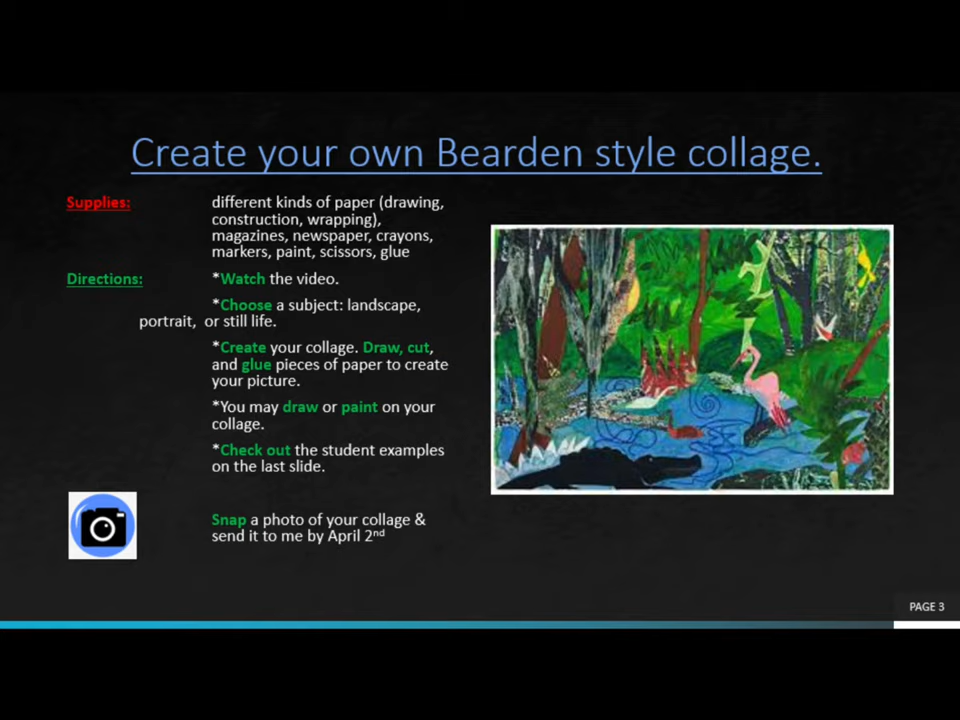 Create your own Bearden style collage.
Supplies: different kinds of paper (drawing,
construction, wrapping),
magazines, newspaper, crayons,
markers, paint, scissors, glue
Directions: *Watch the video.
*Choose a subject: landscape,
portrait, or still life.
*Create your collage. Draw, cut,
and glue pieces of paper to create
your picture.
*You may draw or paint on your
collage.
*Check out the student examples
on the last slide.
Snap a photo of your collage &
send it to me by April 2nd
PAGE 3